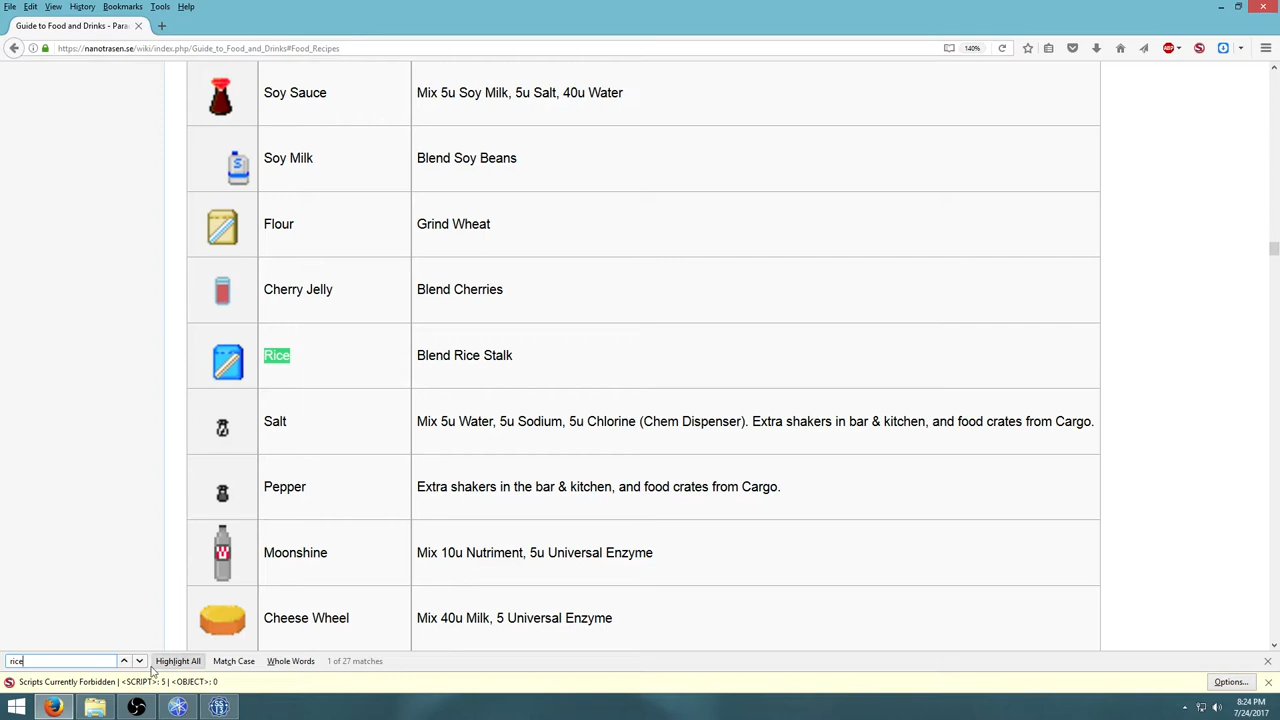 File Edit View History Bookmarks Tools Help
Guide to Food and Drinks - Para
https://nanotrasen.se/wiki/index.php/Guide_to_Food_and_Drinks#Food_Recipes
140%
ABP
Soy Sauce Mix 5u Soy Milk, 5u Salt, 40u Water
S
Soy Milk Blend Soy Beans
Flour Grind Wheat
Cherry Jelly Blend Cherries
Rice Blend Rice Stalk
Salt Mix 5u Water, 5u Sodium, 5u Chlorine (Chem Dispenser). Extra shakers in bar & kitchen, and food crates from Cargo.
Pepper Extra shakers in the bar & kitchen, and food crates from Cargo.
Moonshine Mix 10u Nutriment, 5u Universal Enzyme
Cheese Wheel Mix 40u Milk, 5 Universal Enzyme
rice Highlight All Match Case Whole Words 1 of 27 matches
Scripts Currently Forbidden | <SCRIPT>: 5 | <OBJECT>: 0 Options...
8:24 PM
7/24/2017